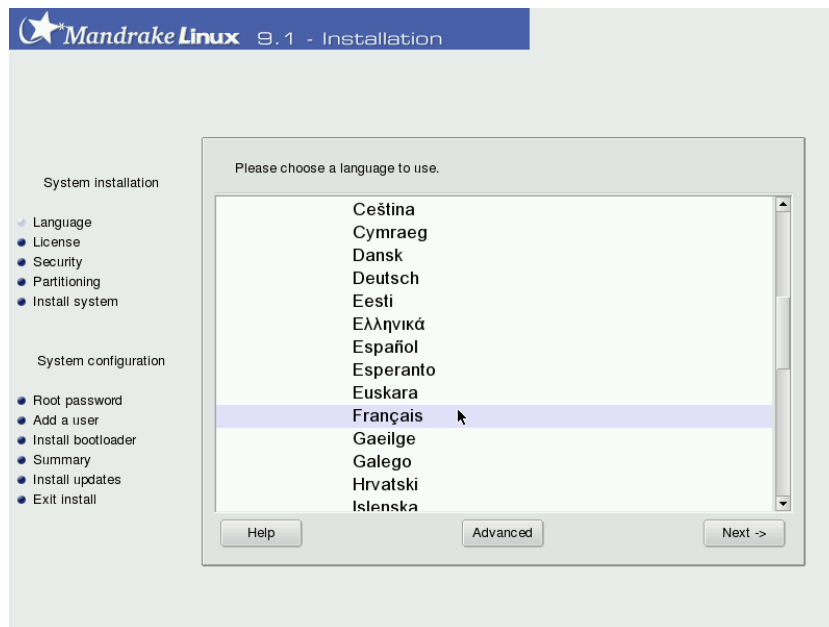 Mandrake Linux 9.1 - Installation
System installation
Language
License
Security
Partitioning
Install system
System configuration
Root password
Add a user
Install bootloader
Summary
Install updates
Exit install
Please choose a language to use.
Ceština
Cymraeg
Dansk
Deutsch
Eesti
Ελληνικά
Español
Esperanto
Euskara
Français
Gaeilge
Galego
Hrvatski
Islenska
Help
Advanced
Next ->